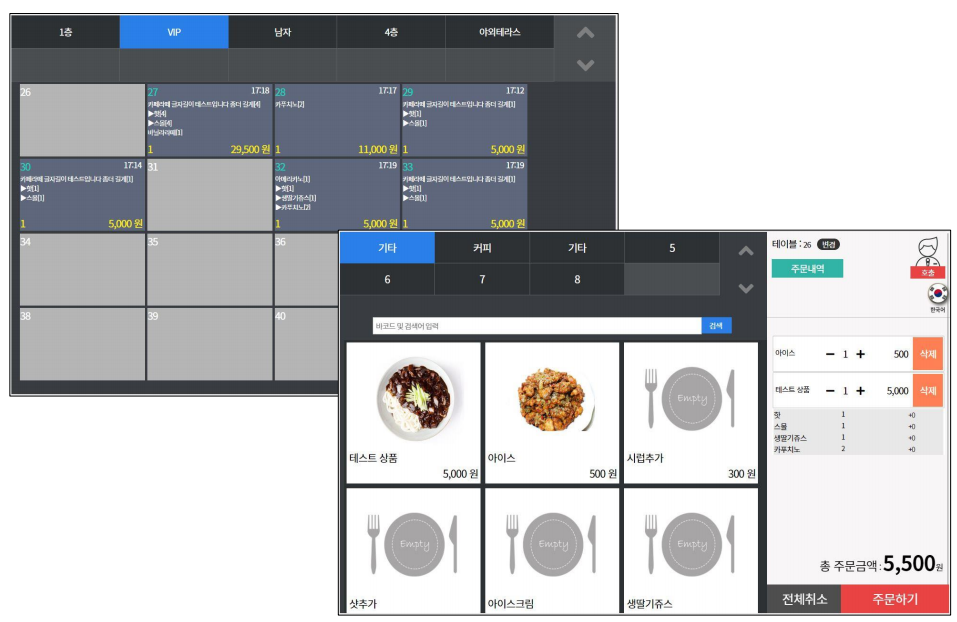 1층 VIP 남자 4층 야외테라스
26
27 17:18
카페라떼 글자길이 테스트입니다 좀더 길게[4]
▶핫[4]
▶스몰[4]
바닐라라떼[1]
1 29,500 원
28 17:17
카푸치노[2]
1 11,000 원
29 17:12
카페라떼 글자길이 테스트입니다 좀더 길게[1]
▶핫[1]
▶스몰[1]
1 5,000 원
30 17:14
카페라떼 글자길이 테스트입니다 좀더 길게[1]
▶핫[1]
▶스몰[1]
1 5,000 원
31
32 17:19
아메리카노[1]
▶핫[1]
▶생딸기쥬스[1]
▶카푸치노[2]
1 5,000 원
33 17:19
카페라떼 글자길이 테스트입니다 좀더 길게[1]
▶핫[1]
▶스몰[1]
1 5,000 원
34 35 36
38 39 40
기타 커피 기타 5
6 7 8
바코드 및 검색어 입력 검색
테스트 상품
5,000 원
아이스
500 원
Empty
시럽추가
300 원
Empty
샷추가
Empty
아이스크림
Empty
생딸기쥬스
테이블 : 26 변경
주문내역
호출
한국어
아이스 − 1 + 500 삭제
테스트 상품 − 1 + 5,000 삭제
핫 1 +0
스몰 1 +0
생딸기쥬스 1 +0
카푸치노 2 +0
총 주문금액 : 5,500원
전체취소 주문하기